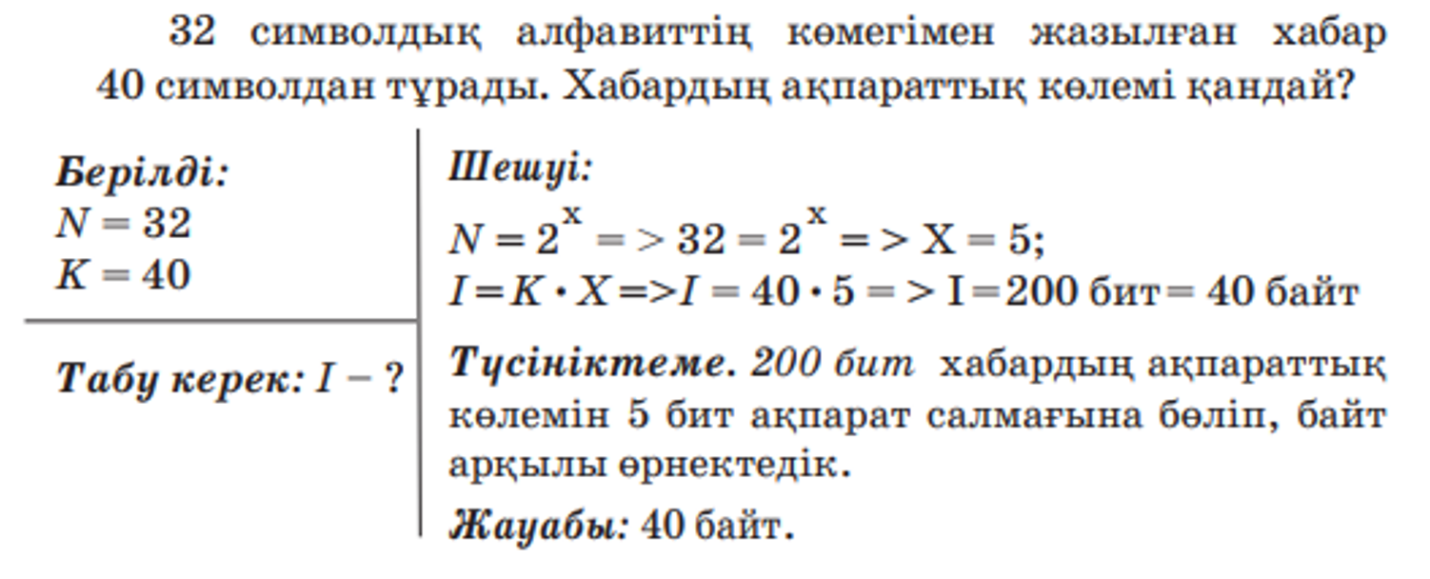 32 символдық алфавиттің көмегімен жазылған хабар
40 символдан тұрады. Хабардың ақпараттық көлемі қандай?
Берілді:
N = 32
K = 40
Табу керек: I – ?
Шешуі:
N = 2^x = > 32 = 2^x = > X = 5;
I = K · X =>I = 40 · 5 = > I=200 бит= 40 байт
Түсініктеме. 200 бит хабардың ақпараттық
көлемін 5 бит ақпарат салмағына бөліп, байт
арқылы өрнектедік.
Жауабы: 40 байт.